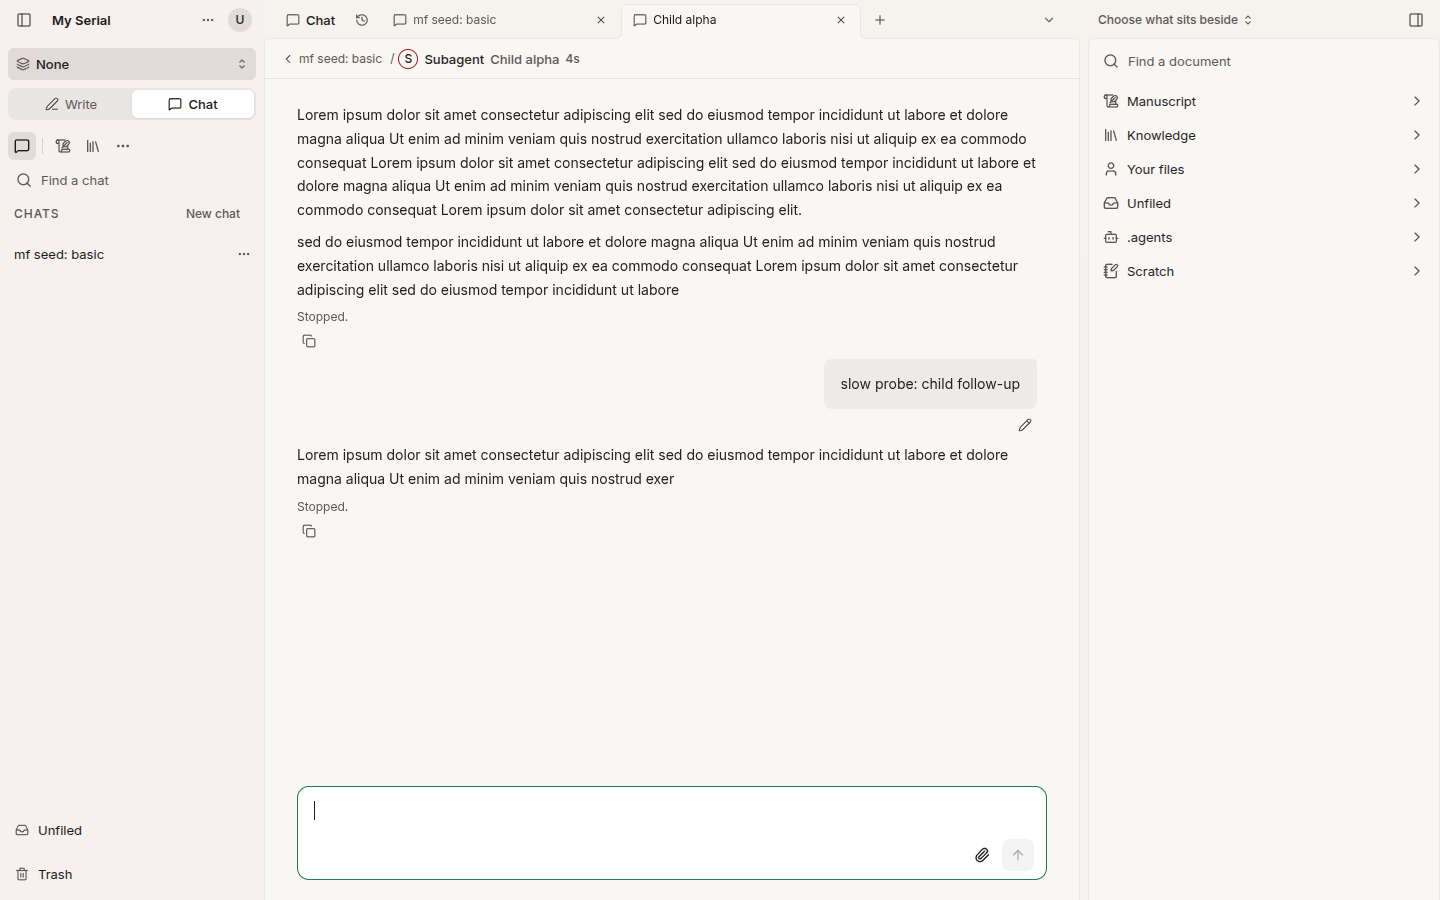 My Serial
U
Chat
mf seed: basic
Child alpha
Choose what sits beside
None
Write
Chat
Find a chat
CHATS
New chat
mf seed: basic
Unfiled
Trash
mf seed: basic / S Subagent Child alpha 4s
Lorem ipsum dolor sit amet consectetur adipiscing elit sed do eiusmod tempor incididunt ut labore et dolore
magna aliqua Ut enim ad minim veniam quis nostrud exercitation ullamco laboris nisi ut aliquip ex ea commodo
consequat Lorem ipsum dolor sit amet consectetur adipiscing elit sed do eiusmod tempor incididunt ut labore et
dolore magna aliqua Ut enim ad minim veniam quis nostrud exercitation ullamco laboris nisi ut aliquip ex ea
commodo consequat Lorem ipsum dolor sit amet consectetur adipiscing elit.
sed do eiusmod tempor incididunt ut labore et dolore magna aliqua Ut enim ad minim veniam quis nostrud
exercitation ullamco laboris nisi ut aliquip ex ea commodo consequat Lorem ipsum dolor sit amet consectetur
adipiscing elit sed do eiusmod tempor incididunt ut labore
Stopped.
slow probe: child follow-up
Lorem ipsum dolor sit amet consectetur adipiscing elit sed do eiusmod tempor incididunt ut labore et dolore
magna aliqua Ut enim ad minim veniam quis nostrud exer
Stopped.
Find a document
Manuscript
Knowledge
Your files
Unfiled
.agents
Scratch